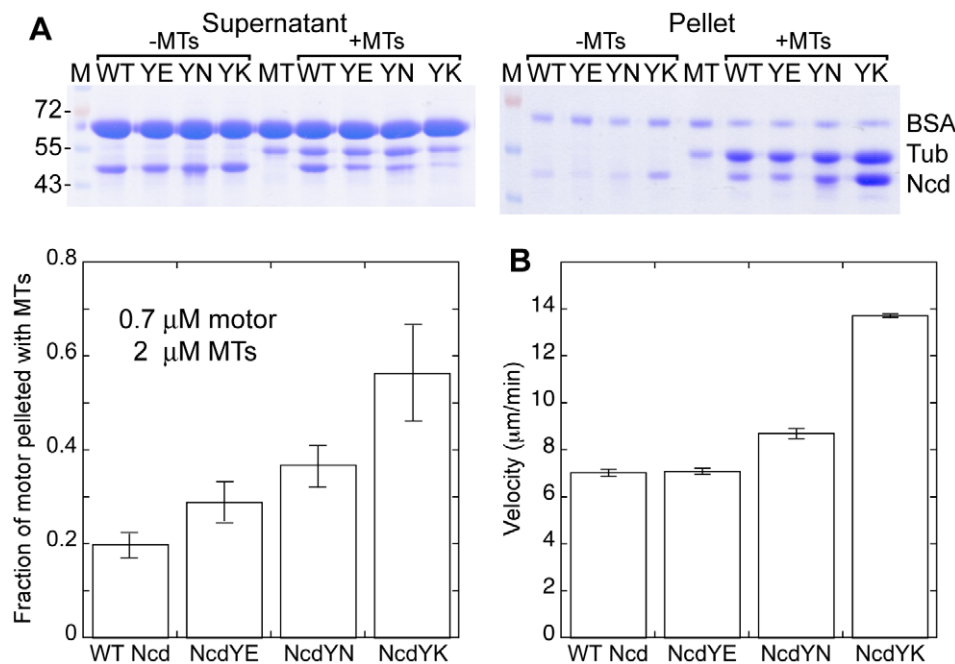 A
Supernatant
-MTs +MTs
M WT YE YN YK MT WT YE YN YK
72-
55-
43-
Pellet
-MTs +MTs
M WT YE YN YK MT WT YE YN YK
BSA
Tub
Ncd
Fraction of motor pelleted with MTs
0.8
0.6
0.4
0.2
0
0.7 μM motor
2 μM MTs
WT Ncd NcdYE NcdYN NcdYK
B
Velocity (μm/min)
14
12
10
8
6
4
2
0
WT Ncd NcdYE NcdYN NcdYK